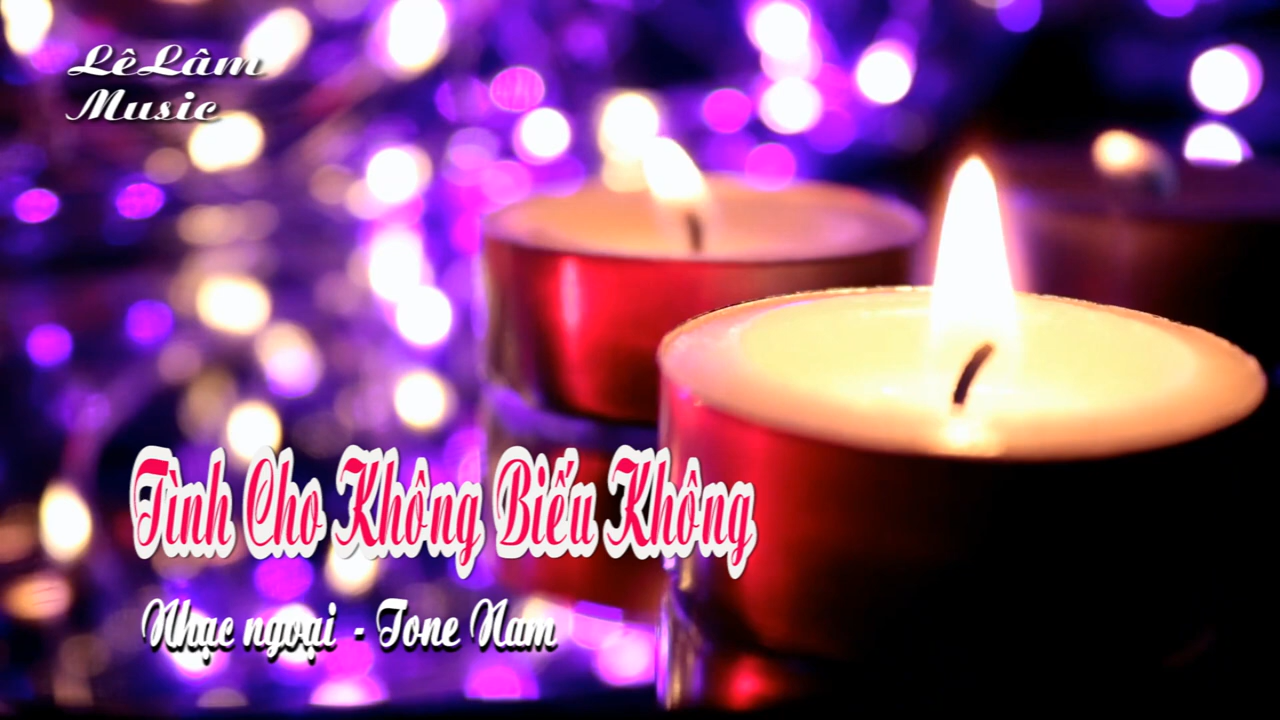 LêLâm
Music
Tình Cho Không Biếu Không
Nhạc ngoại - Tone Nam